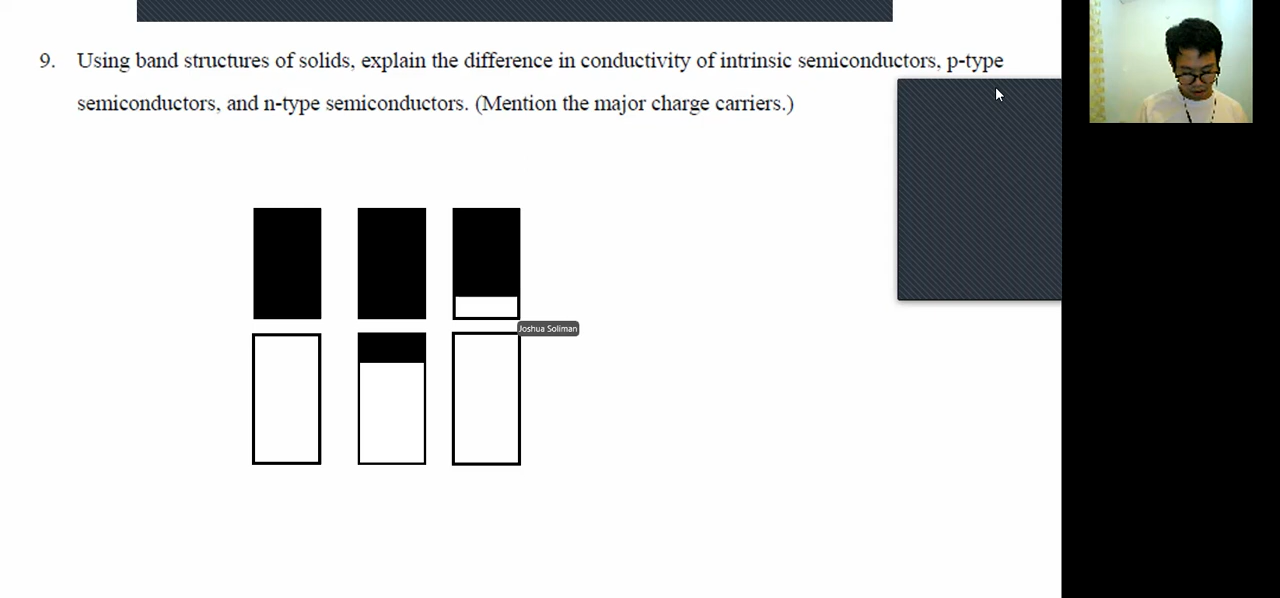 9. Using band structures of solids, explain the difference in conductivity of intrinsic semiconductors, p-type
semiconductors, and n-type semiconductors. (Mention the major charge carriers.)
Joshua Soliman